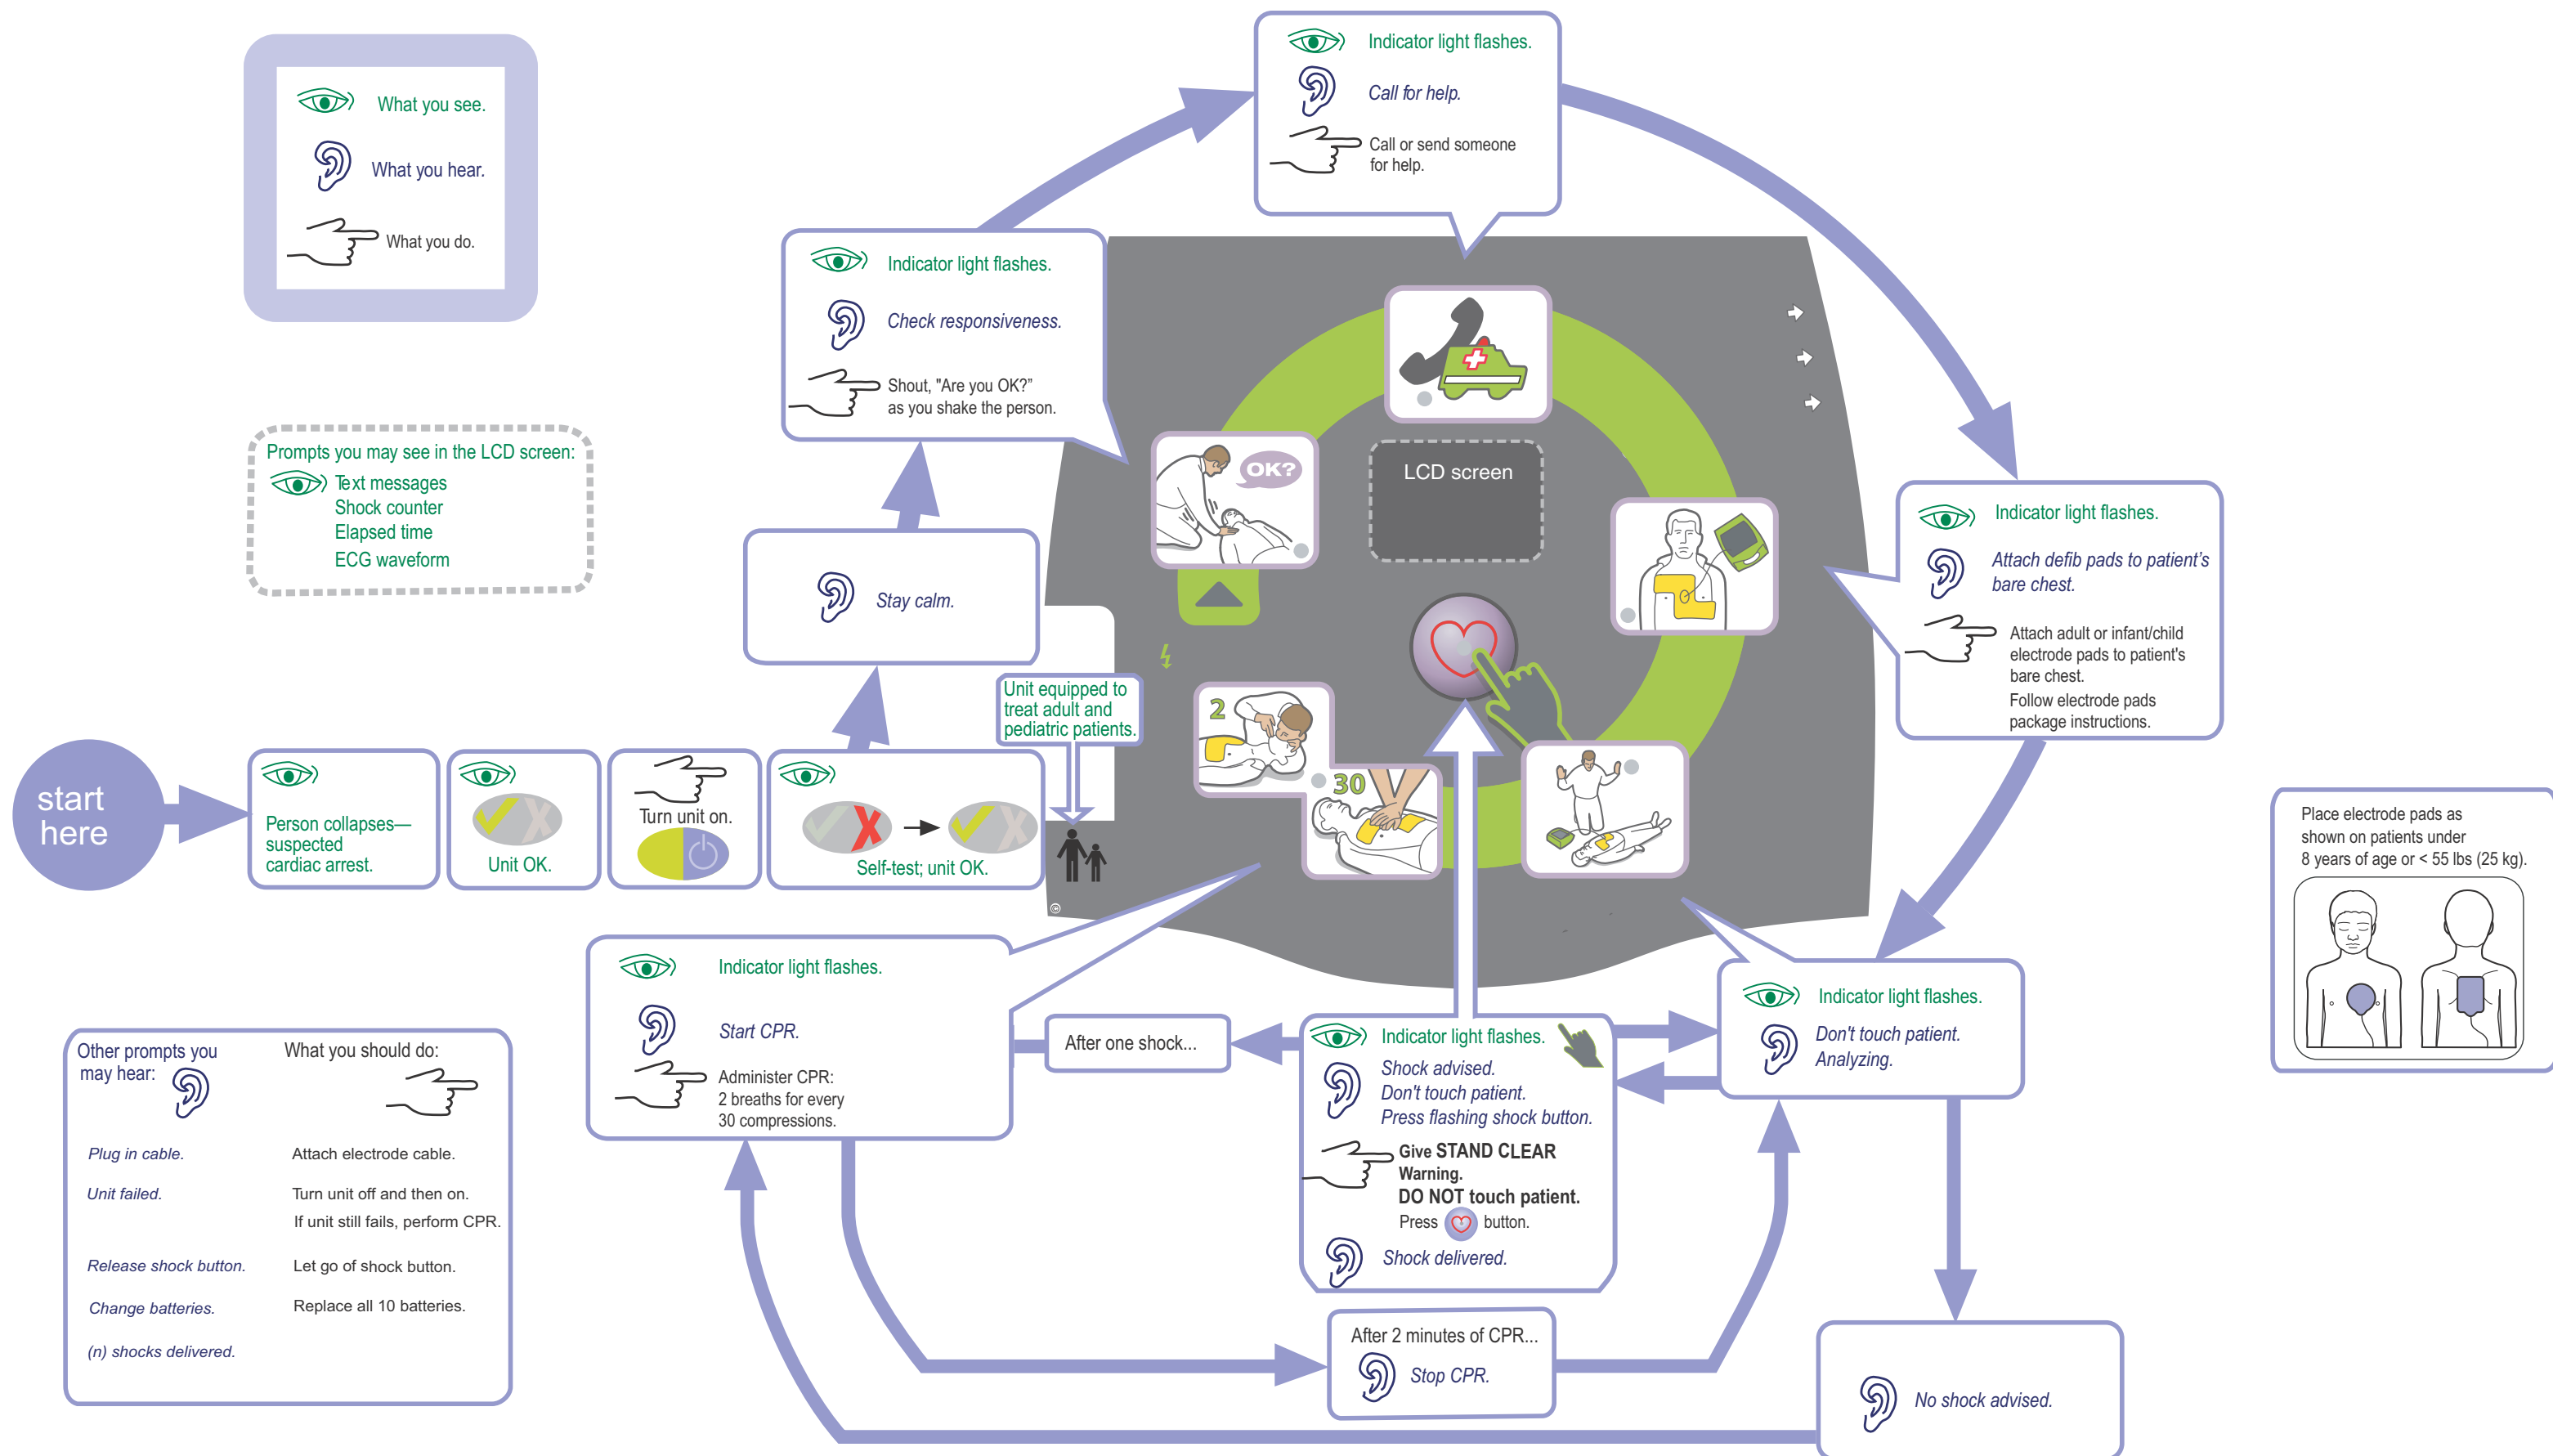 What you see.
What you hear.
What you do.
Prompts you may see in the LCD screen:
Text messages
Shock counter
Elapsed time
ECG waveform
start
here
Person collapses—
suspected
cardiac arrest.
Unit OK.
Turn unit on.
Self-test; unit OK.
Unit equipped to
treat adult and
pediatric patients.
Stay calm.
Indicator light flashes.
Check responsiveness.
Shout, "Are you OK?”
as you shake the person.
Indicator light flashes.
Call for help.
Call or send someone
for help.
OK?
LCD screen
2
30
©
Indicator light flashes.
Attach defib pads to patient’s
bare chest.
Attach adult or infant/child
electrode pads to patient's
bare chest.
Follow electrode pads
package instructions.
Place electrode pads as
shown on patients under
8 years of age or < 55 lbs (25 kg).
Indicator light flashes.
Don't touch patient.
Analyzing.
Indicator light flashes.
Shock advised.
Don't touch patient.
Press flashing shock button.
Give STAND CLEAR
Warning.
DO NOT touch patient.
Press button.
Shock delivered.
After one shock...
Indicator light flashes.
Start CPR.
Administer CPR:
2 breaths for every
30 compressions.
After 2 minutes of CPR...
Stop CPR.
No shock advised.
Other prompts you
may hear:
What you should do:
Plug in cable.
Attach electrode cable.
Unit failed.
Turn unit off and then on.
If unit still fails, perform CPR.
Release shock button.
Let go of shock button.
Change batteries.
Replace all 10 batteries.
(n) shocks delivered.